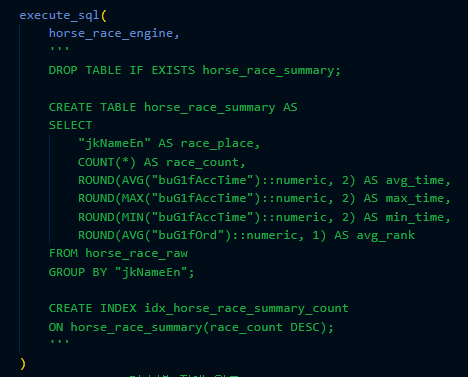 execute_sql(
    horse_race_engine,
    '''
    DROP TABLE IF EXISTS horse_race_summary;
    CREATE TABLE horse_race_summary AS
    SELECT
        "jkNameEn" AS race_place,
        COUNT(*) AS race_count,
        ROUND(AVG("buG1fAccTime")::numeric, 2) AS avg_time,
        ROUND(MAX("buG1fAccTime")::numeric, 2) AS max_time,
        ROUND(MIN("buG1fAccTime")::numeric, 2) AS min_time,
        ROUND(AVG("buG1fOrd")::numeric, 1) AS avg_rank
    FROM horse_race_raw
    GROUP BY "jkNameEn";
    CREATE INDEX idx_horse_race_summary_count
    ON horse_race_summary(race_count DESC);
    '''
)